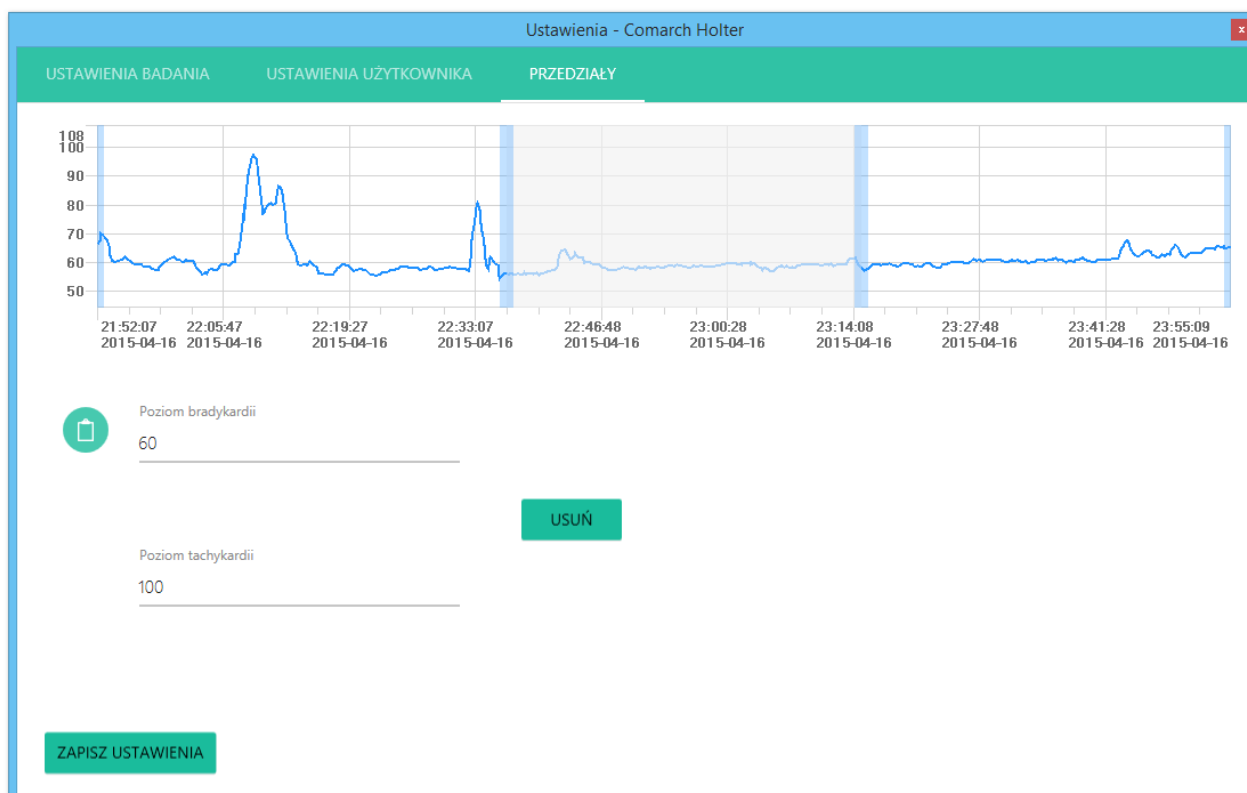 Ustawienia - Comarch Holter
x
USTAWIENIA BADANIA USTAWIENIA UŻYTKOWNIKA PRZEDZIAŁY
108
100
90
80
70
60
50
21:52:07 22:05:47 22:19:27 22:33:07 22:46:48 23:00:28 23:14:08 23:27:48 23:41:28 23:55:09
2015-04-16 2015-04-16 2015-04-16 2015-04-16 2015-04-16 2015-04-16 2015-04-16 2015-04-16 2015-04-16 2015-04-16
Poziom bradykardii
60
USUŃ
Poziom tachykardii
100
ZAPISZ USTAWIENIA